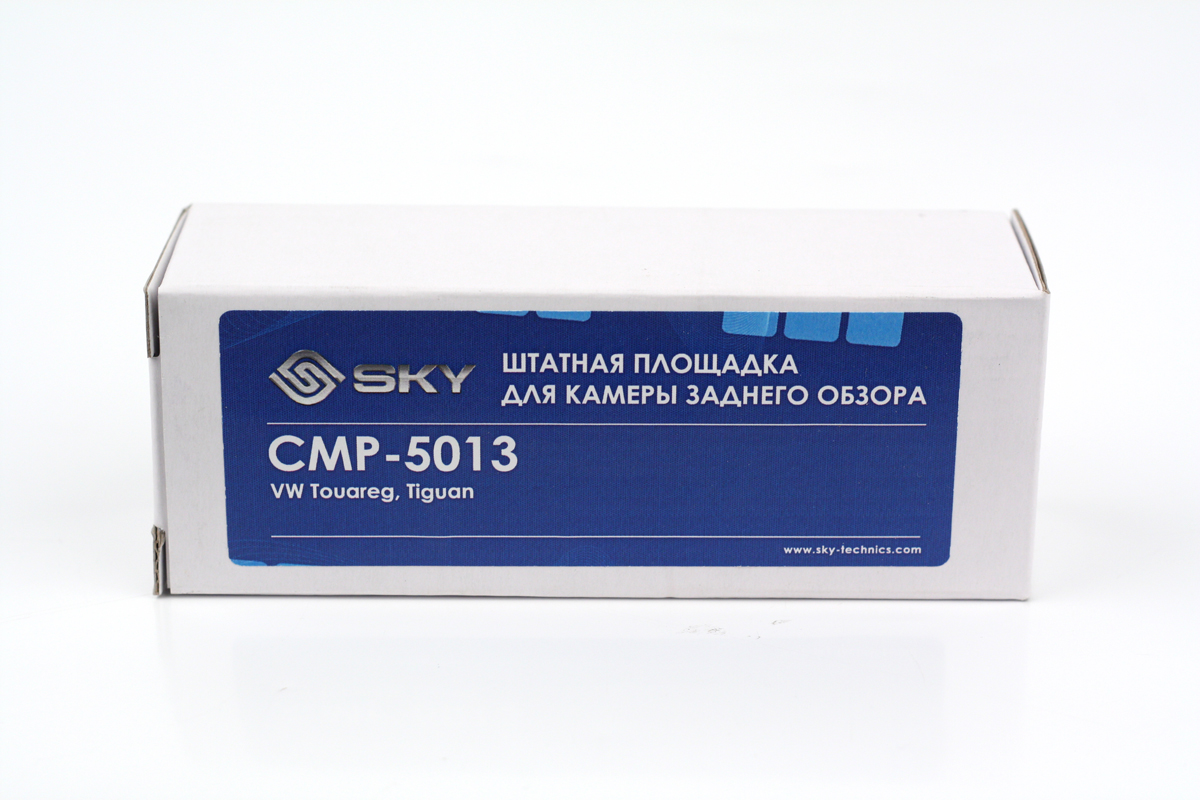 SKY
ШТАТНАЯ ПЛОЩАДКА
ДЛЯ КАМЕРЫ ЗАДНЕГО ОБЗОРА
CMP-5013
VW Touareg, Tiguan
www.sky-technics.com